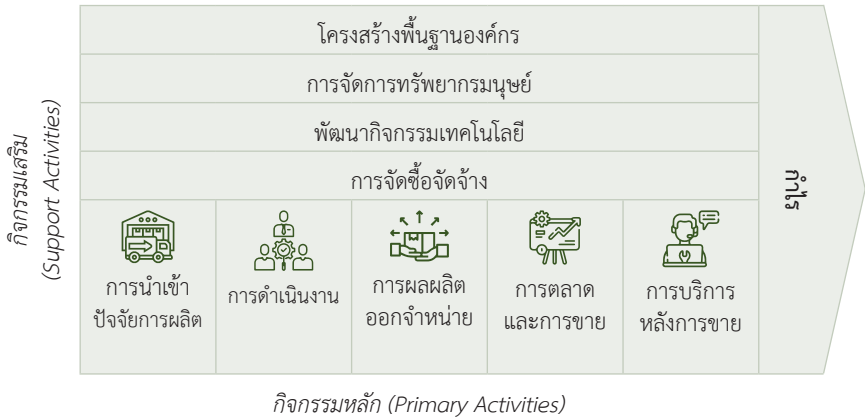 โครงสร้างพื้นฐานองค์กร
การจัดการทรัพยากรมนุษย์
พัฒนากิจกรรมเทคโนโลยี
การจัดซื้อจัดจ้าง
กิจกรรมเสริม
(Support Activities)
กำไร
การนำเข้า
ปัจจัยการผลิต
การดำเนินงาน
การผลผลิต
ออกจำหน่าย
การตลาด
และการขาย
การบริการ
หลังการขาย
กิจกรรมหลัก (Primary Activities)